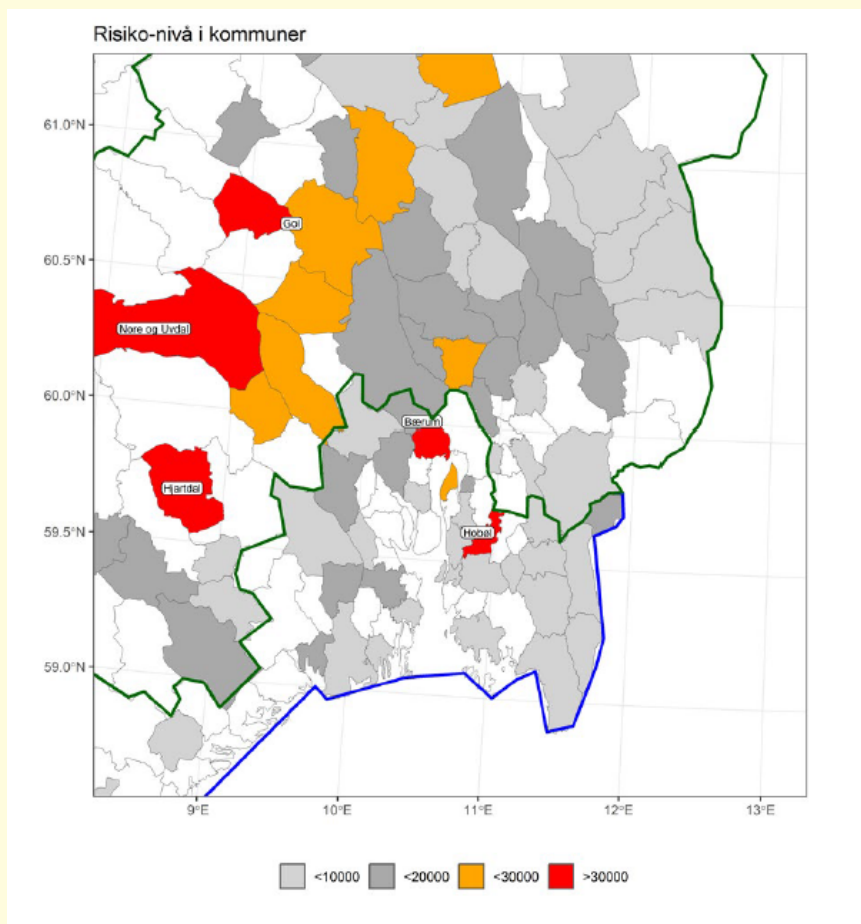 Risiko-nivå i kommuner
61.0°N
60.5°N
60.0°N
59.5°N
59.0°N
Gol
Nore og Uvdal
Bærum
Hjartdal
Hobøl
9°E
10°E
11°E
12°E
13°E
<10000
<20000
<30000
>30000